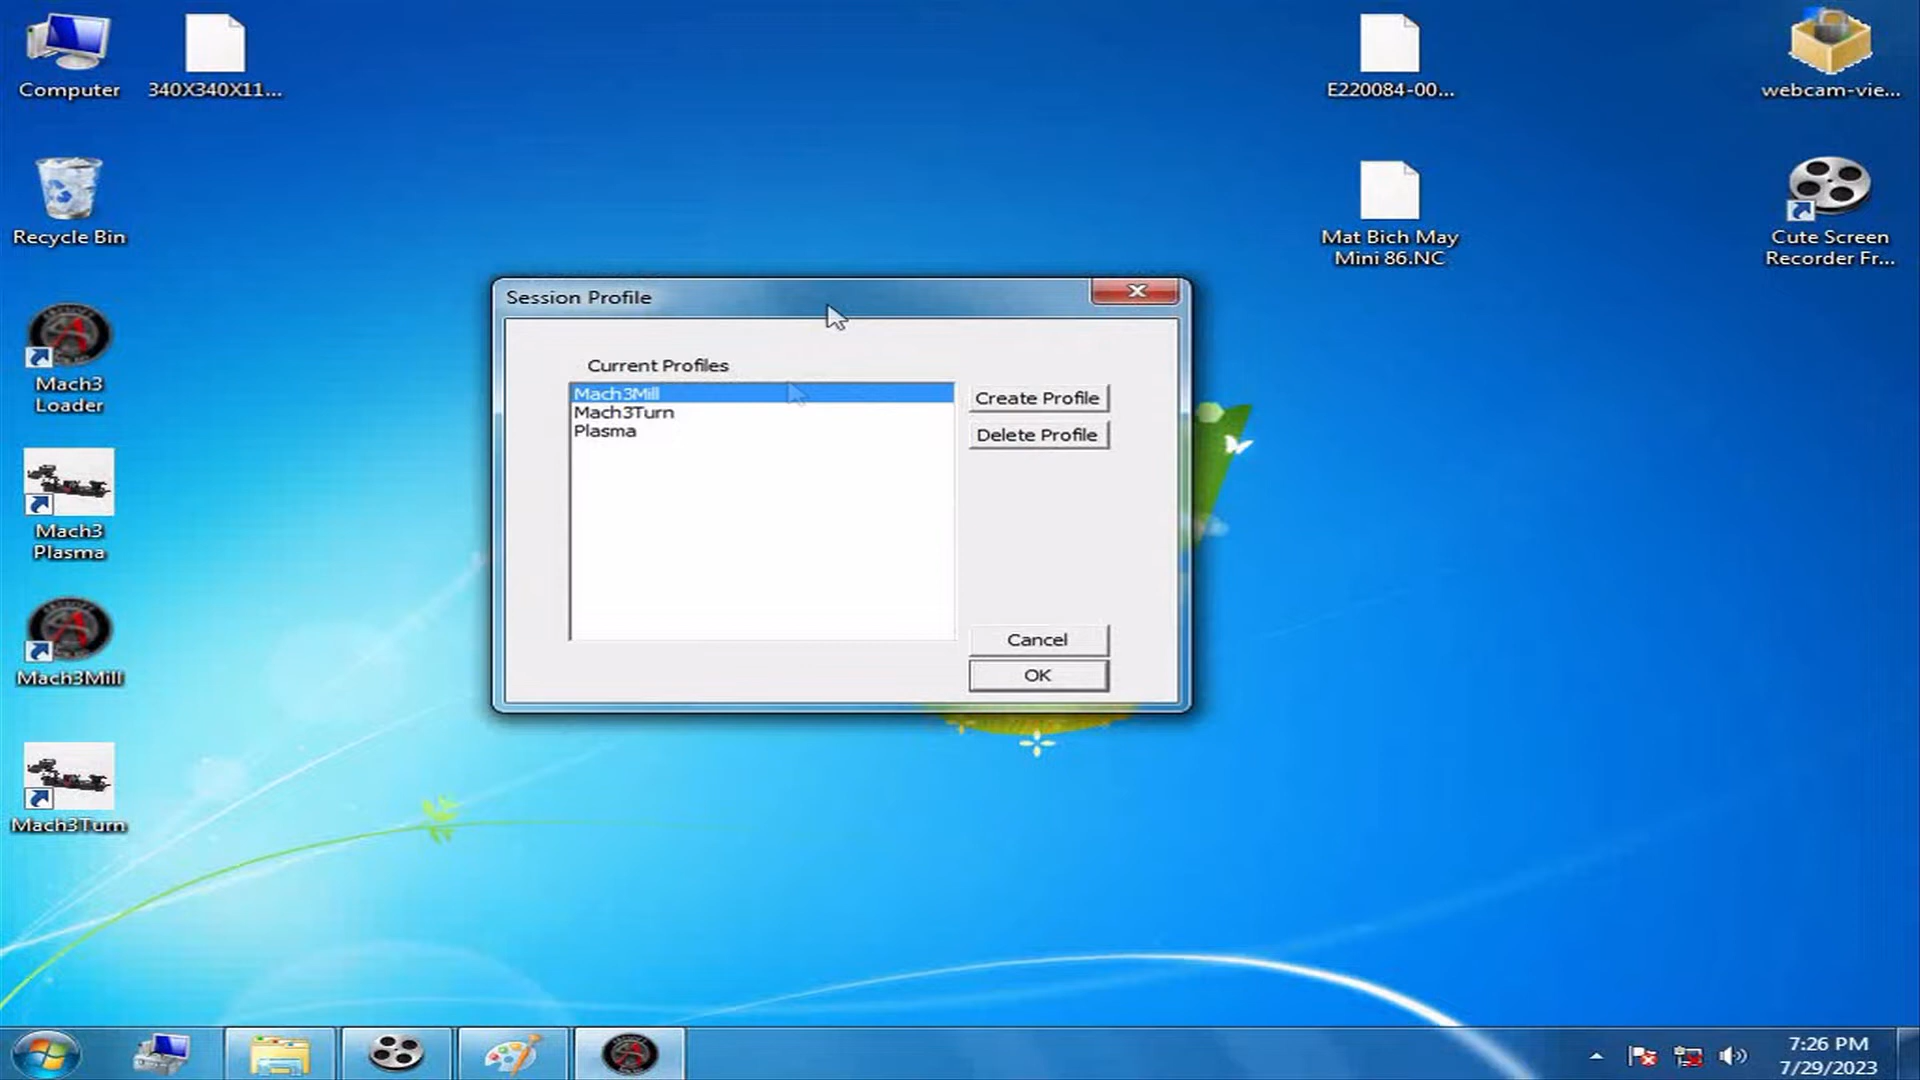 Computer
340X340X11...
E220084-00...
webcam-vie...
Recycle Bin
Mat Bich May
Mini 86.NC
Cute Screen
Recorder Fr...
Mach3
Loader
Mach3
Plasma
Mach3Mill
Mach3Turn
Session Profile
Current Profiles
Mach3Mill
Mach3Turn
Plasma
Create Profile
Delete Profile
Cancel
OK
7:26 PM
7/29/2023